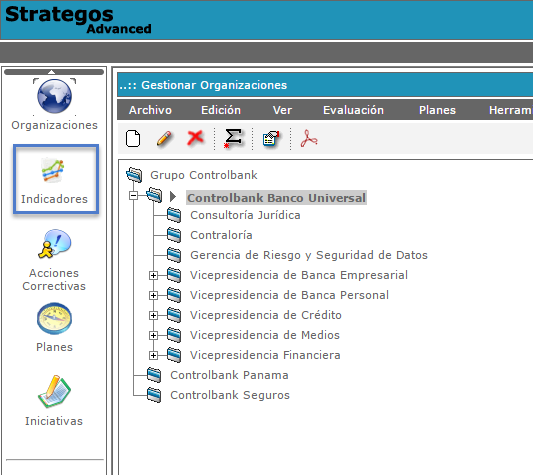 Strategos
Advanced
..:: Gestionar Organizaciones
Archivo Edición Ver Evaluación Planes Herram
Organizaciones
Indicadores
Acciones
Correctivas
Planes
Iniciativas
Grupo Controlbank
Controlbank Banco Universal
Consultoría Jurídica
Contraloría
Gerencia de Riesgo y Seguridad de Datos
Vicepresidencia de Banca Empresarial
Vicepresidencia de Banca Personal
Vicepresidencia de Crédito
Vicepresidencia de Medios
Vicepresidencia Financiera
Controlbank Panama
Controlbank Seguros